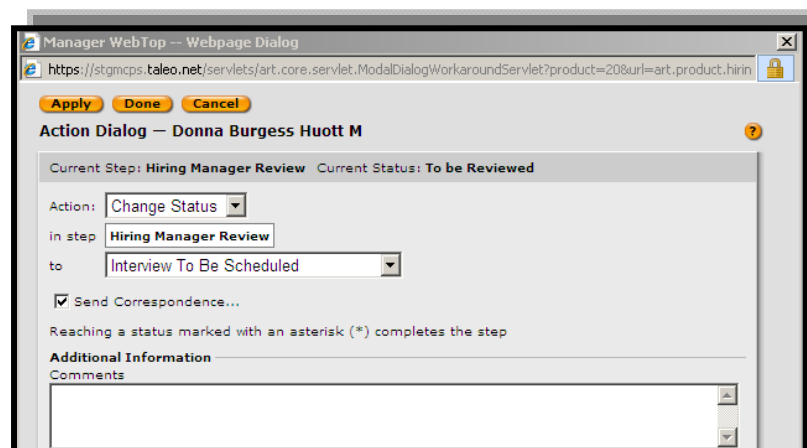 Manager WebTop -- Webpage Dialog
https://stgmcps.taleo.net/servlets/art.core.servlet.ModalDialogWorkaroundServlet?product=20&url=art.product.hirin
Apply Done Cancel
Action Dialog — Donna Burgess Huott M ?
Current Step: Hiring Manager Review Current Status: To be Reviewed
Action: Change Status
in step Hiring Manager Review
to Interview To Be Scheduled
Send Correspondence...
Reaching a status marked with an asterisk (*) completes the step
Additional Information
Comments